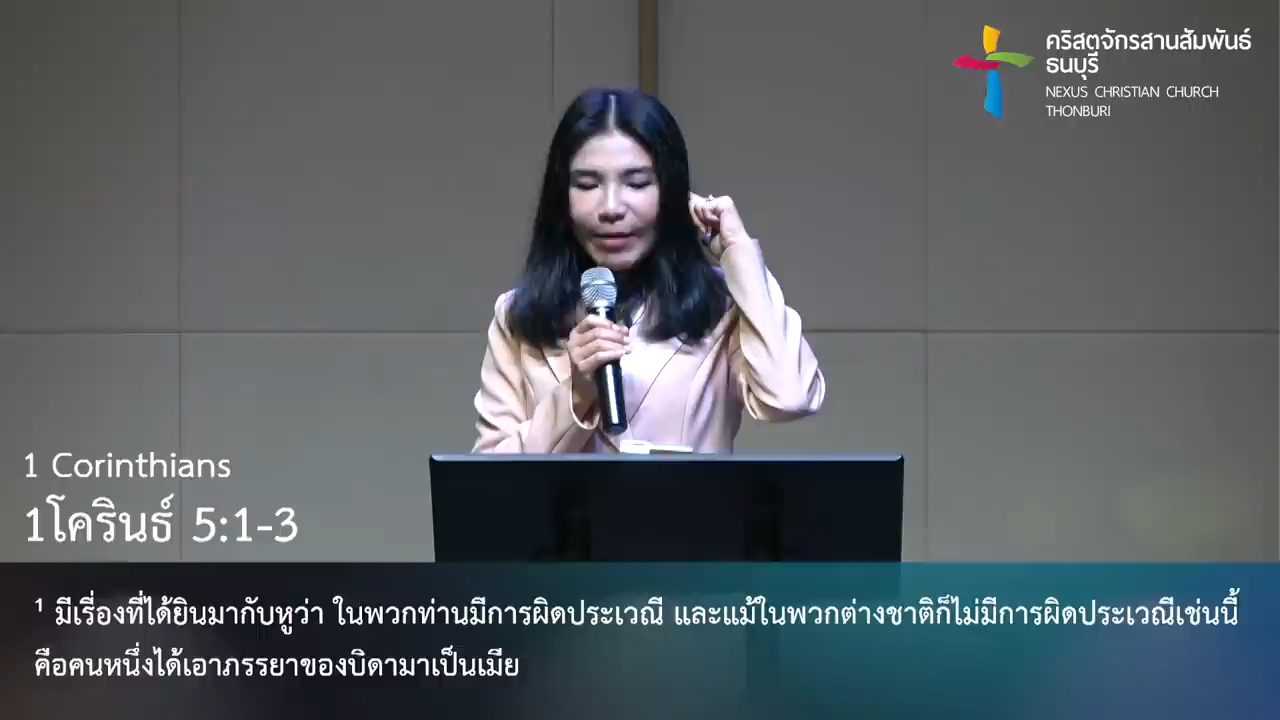 คริสตจักรสานสัมพันธ์
ธนบุรี
NEXUS CHRISTIAN CHURCH
THONBURI
1 Corinthians
1โครินธ์ 5:1-3
¹ มีเรื่องที่ได้ยินมากับหูว่า ในพวกท่านมีการผิดประเวณี และแม้ในพวกต่างชาติก็ไม่มีการผิดประเวณีเช่นนี้
คือคนหนึ่งได้เอาภรรยาของบิดามาเป็นเมีย